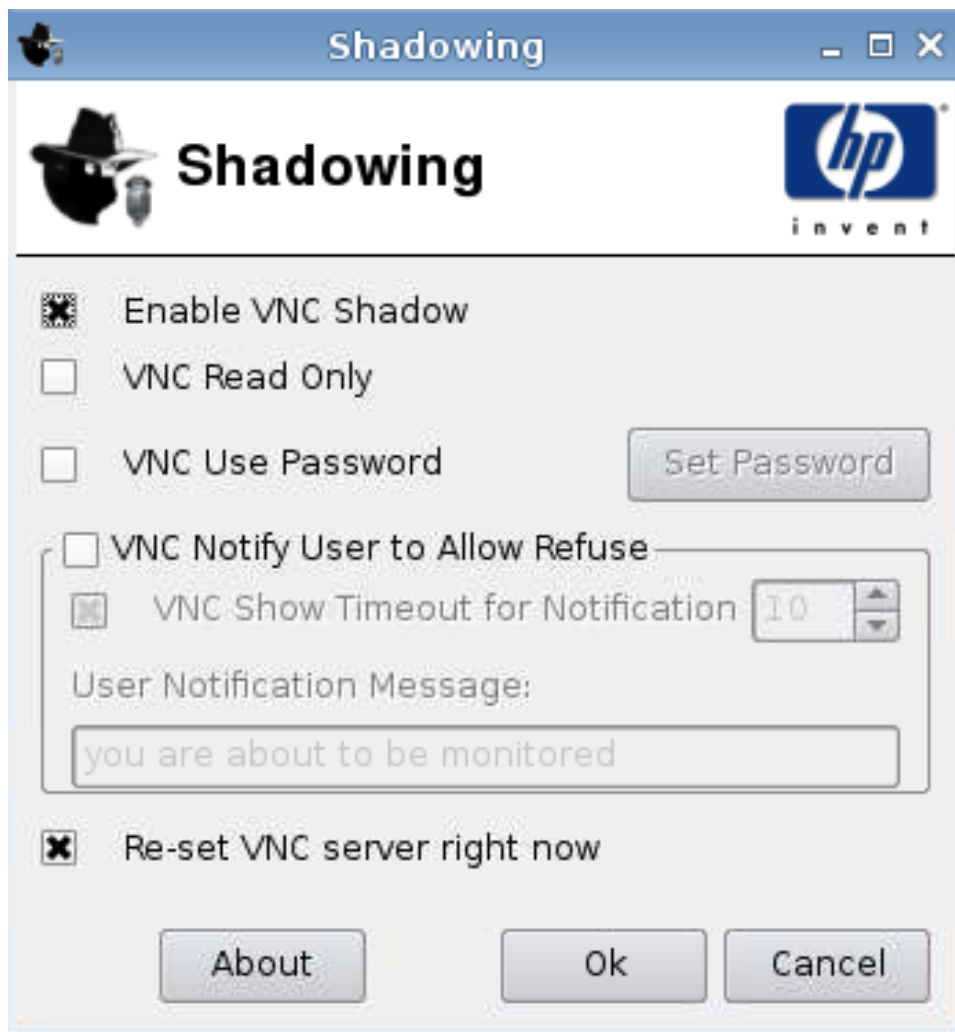 Shadowing
Shadowing
hp
invent
Enable VNC Shadow
VNC Read Only
VNC Use Password
Set Password
VNC Notify User to Allow Refuse
VNC Show Timeout for Notification 10
User Notification Message:
you are about to be monitored
Re-set VNC server right now
About Ok Cancel